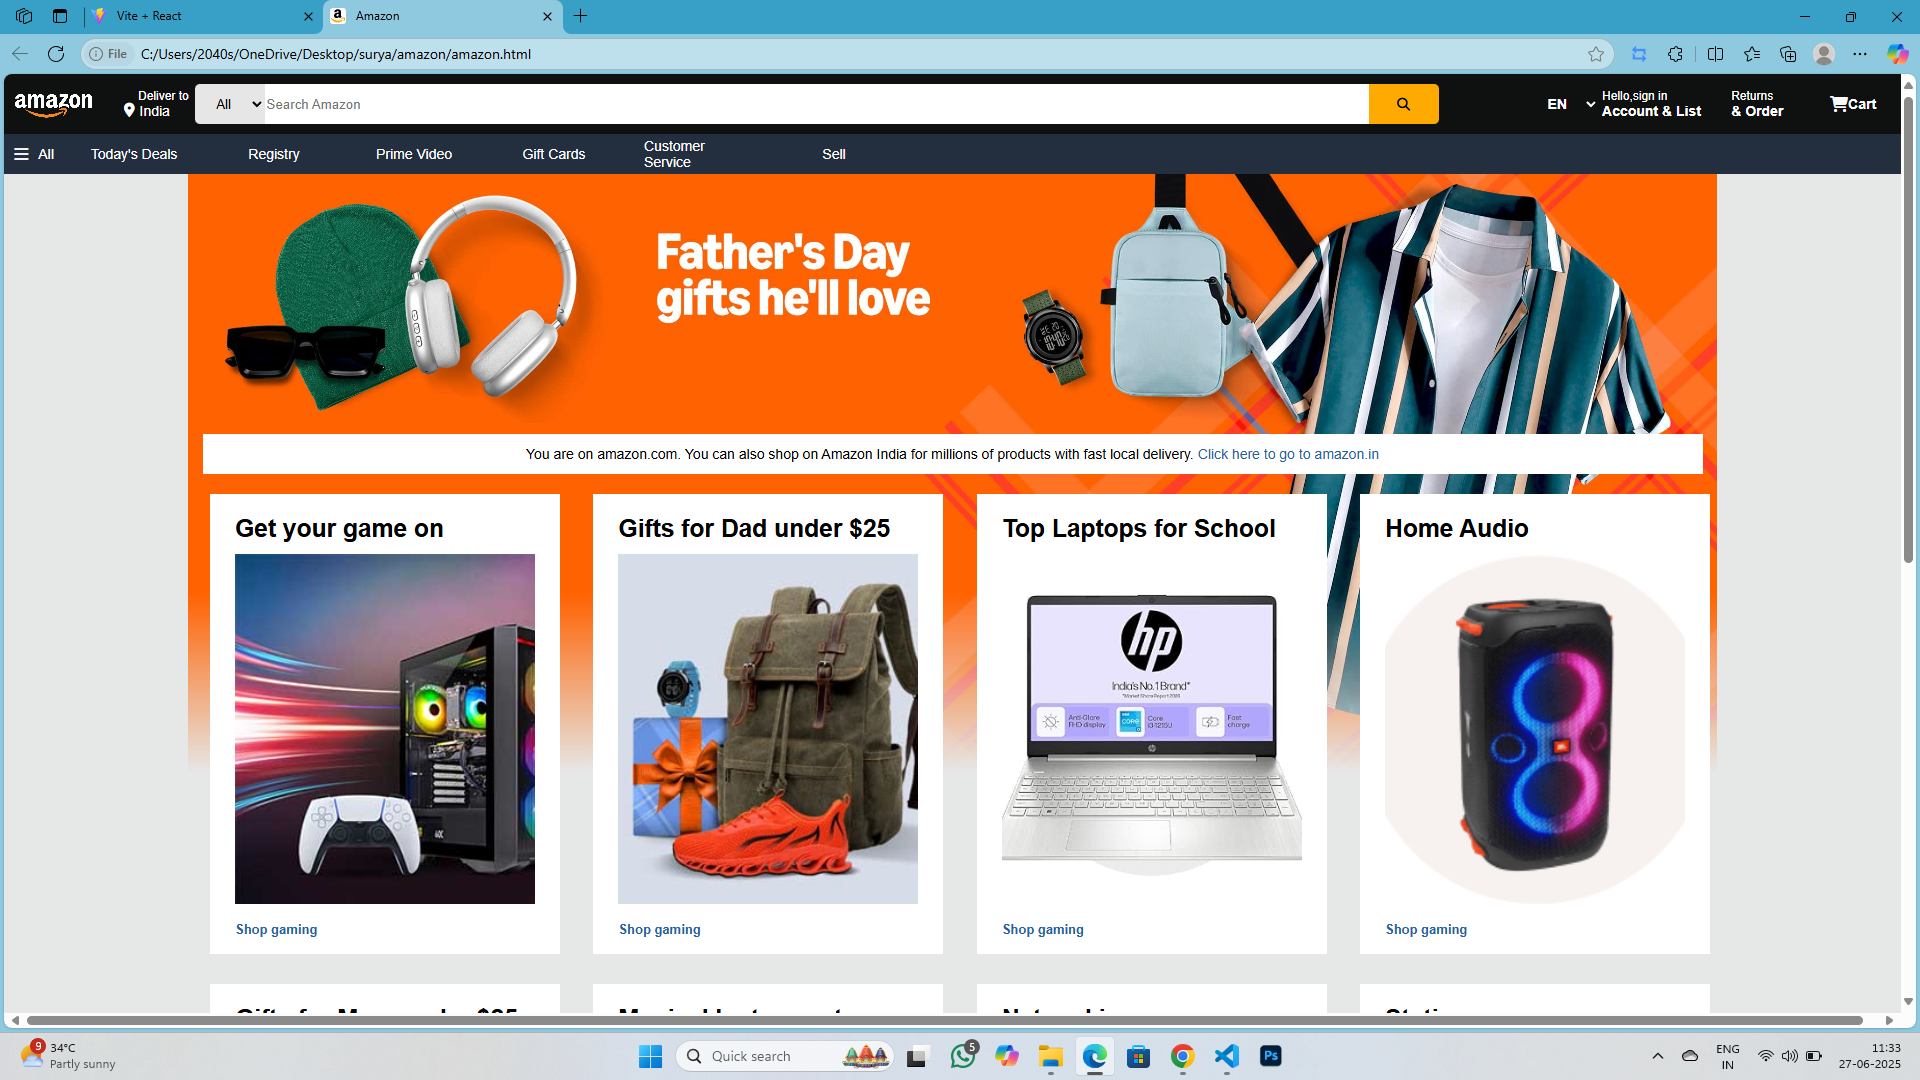 Vite + React
Amazon
File
C:/Users/2040s/OneDrive/Desktop/surya/amazon/amazon.html
amazon
Deliver to
India
All
Search Amazon
EN
Hello,sign in
Account & List
Returns
& Order
Cart
All
Today's Deals
Registry
Prime Video
Gift Cards
Customer
Service
Sell
Father's Day
gifts he'll love
You are on amazon.com. You can also shop on Amazon India for millions of products with fast local delivery. Click here to go to amazon.in
Get your game on
Gifts for Dad under $25
Top Laptops for School
Home Audio
hp
India's No.1 Brand*
Anti-Glare
FHD display
Core
i3-1215U
Fast
charge
Shop gaming
Shop gaming
Shop gaming
Shop gaming
9
34°C
Partly sunny
Quick search
5
Ps
ENG
IN
11:33
27-06-2025